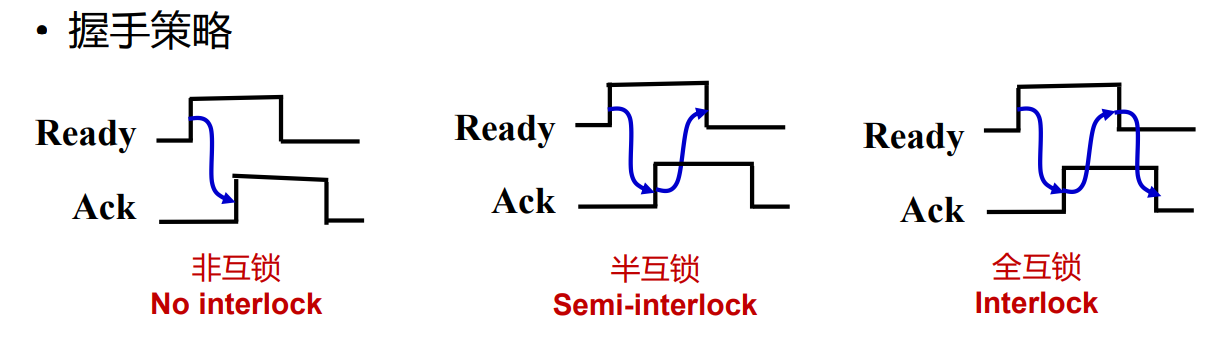 • 握手策略
Ready
Ack
非互锁
No interlock
Ready
Ack
半互锁
Semi-interlock
Ready
Ack
全互锁
Interlock